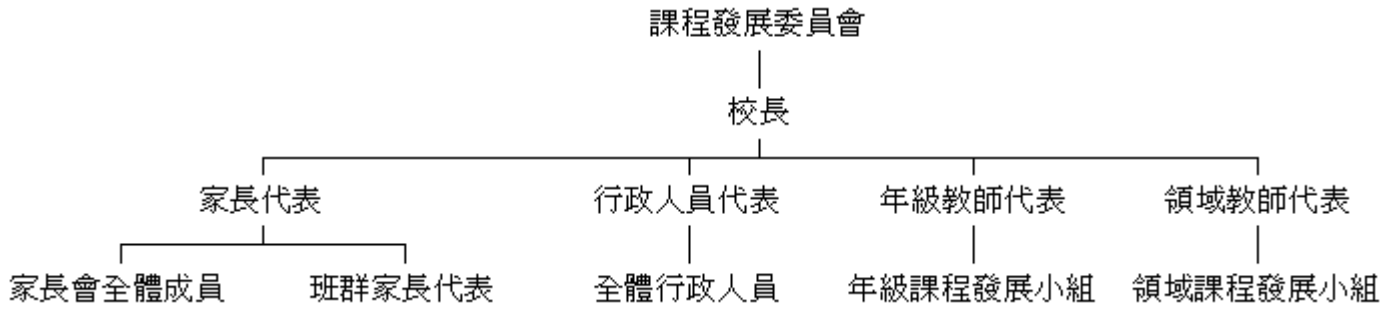 課程發展委員會
校長
家長代表 行政人員代表 年級教師代表 領域教師代表
家長會全體成員 班群家長代表 全體行政人員 年級課程發展小組 領域課程發展小組